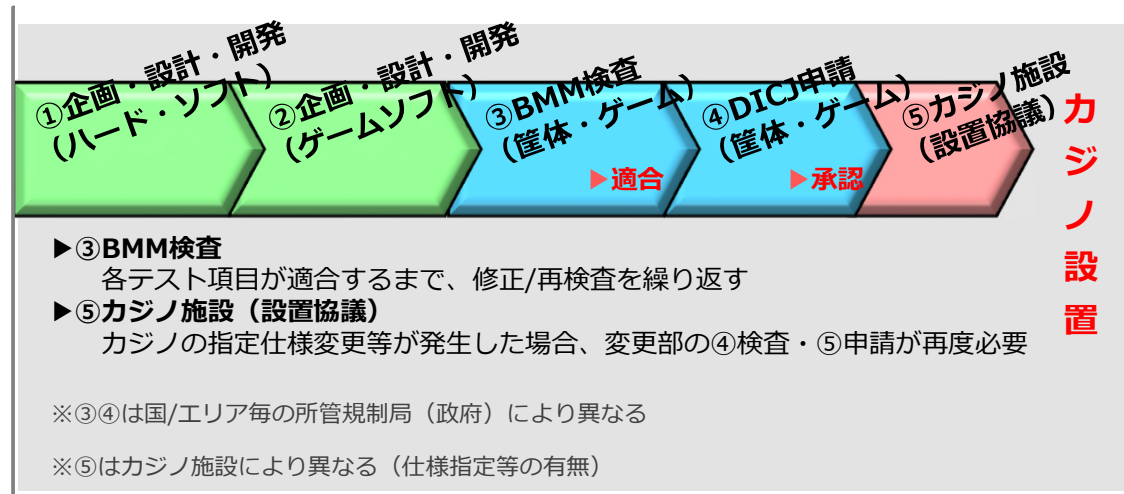 ①企画・設計・開発
(ハード・ソフト)
②企画・設計・開発
(ゲームソフト)
③BMM検査
(筐体・ゲーム)
▶適合
④DICJ申請
(筐体・ゲーム)
▶承認
⑤カジノ施設
(設置協議)
カジノ設置
▶③BMM検査
各テスト項目が適合するまで、修正/再検査を繰り返す
▶⑤カジノ施設（設置協議）
カジノの指定仕様変更等が発生した場合、変更部の④検査・⑤申請が再度必要
※③④は国/エリア毎の所管規制局（政府）により異なる
※⑤はカジノ施設により異なる（仕様指定等の有無）